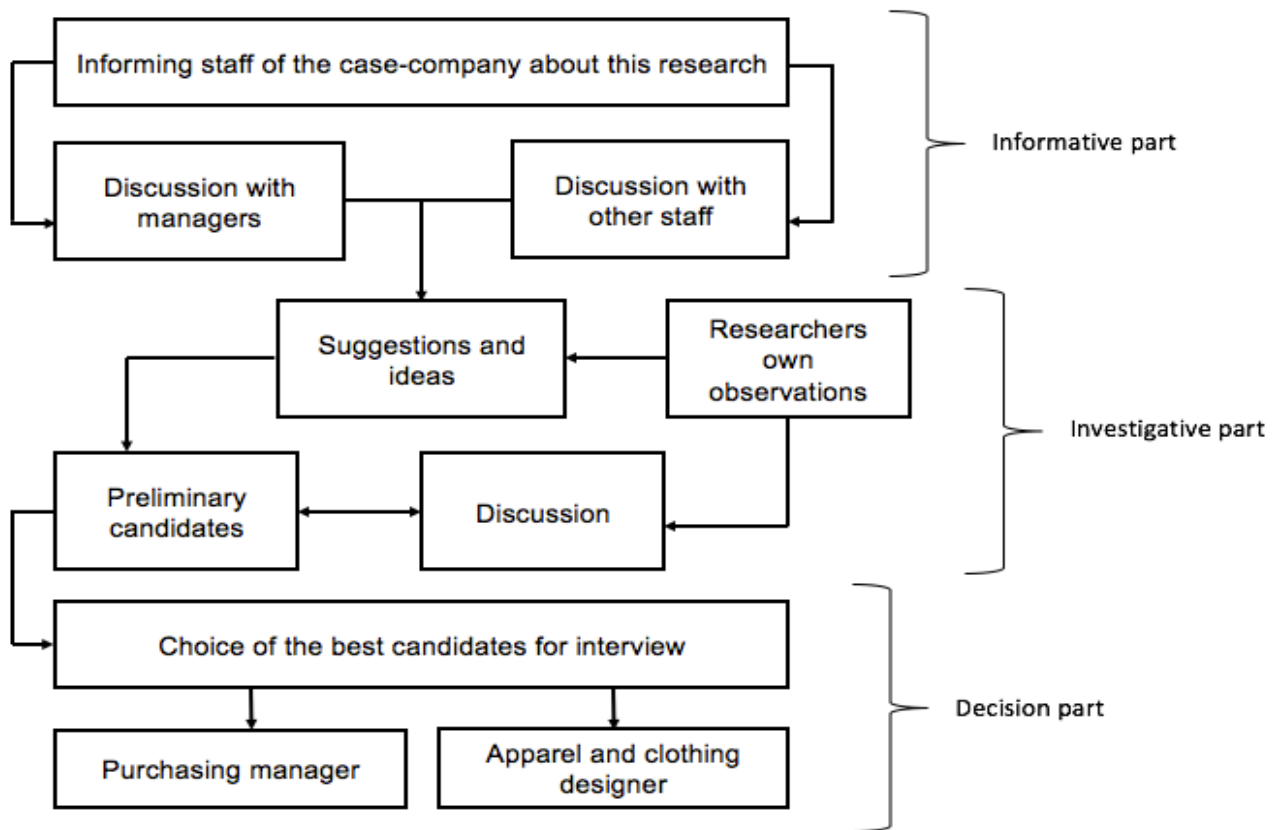 Informing staff of the case-company about this research
Informative part
Discussion with
managers
Discussion with
other staff
Suggestions and
ideas
Researchers
own
observations
Investigative part
Preliminary
candidates
Discussion
Choice of the best candidates for interview
Decision part
Purchasing manager
Apparel and clothing
designer